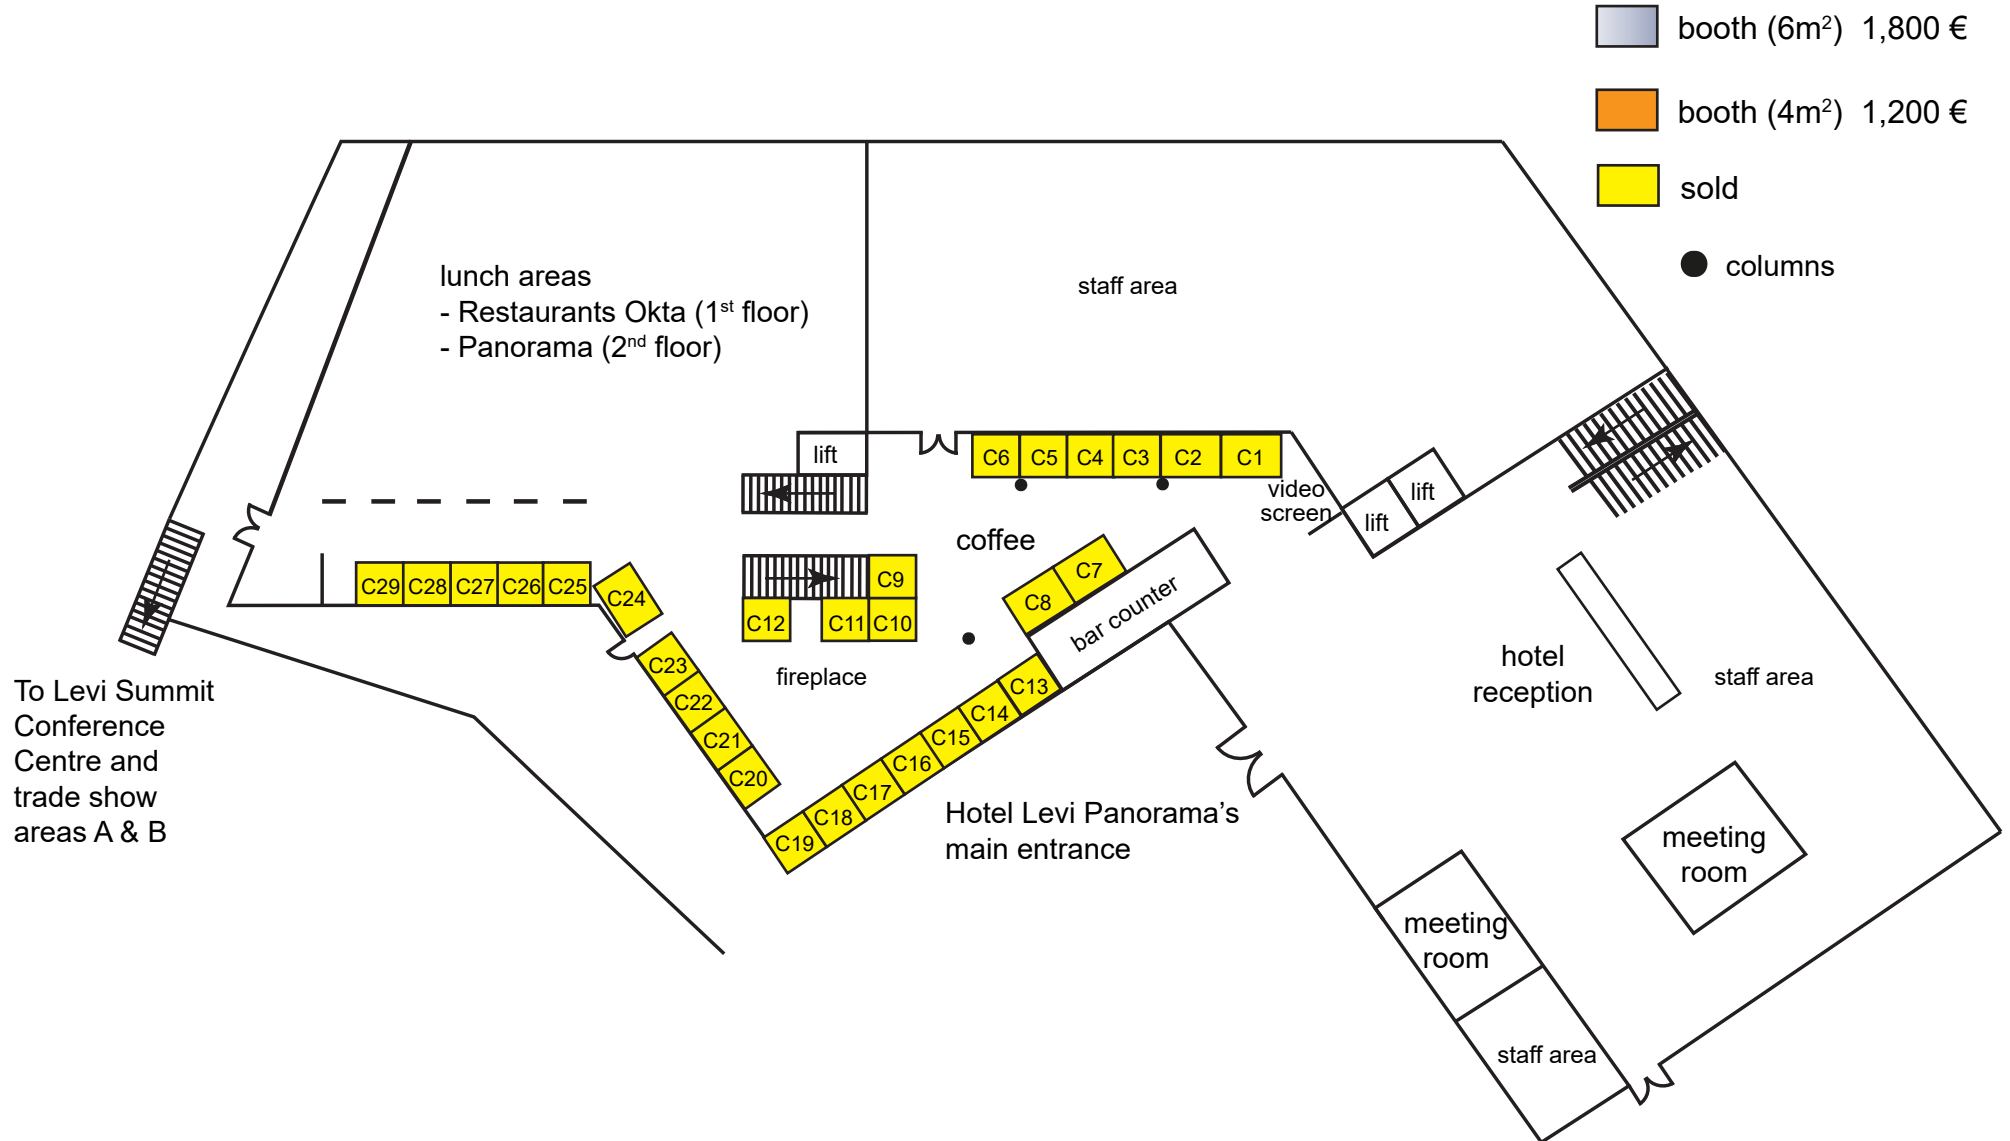 booth (6m²) 1,800 €
booth (4m²) 1,200 €
sold
columns
lunch areas
- Restaurants Okta (1st floor)
- Panorama (2nd floor)
staff area
lift
C6 C5 C4 C3 C2 C1
video
screen
lift
lift
coffee
C29 C28 C27 C26 C25
C24
C9
C12 C11 C10
C7
C8
bar counter
fireplace
C23
C22
C21
C20
C13
C14
C15
C16
C17
C18
C19
hotel
reception
staff area
To Levi Summit
Conference
Centre and
trade show
areas A & B
Hotel Levi Panorama’s
main entrance
meeting
room
meeting
room
staff area